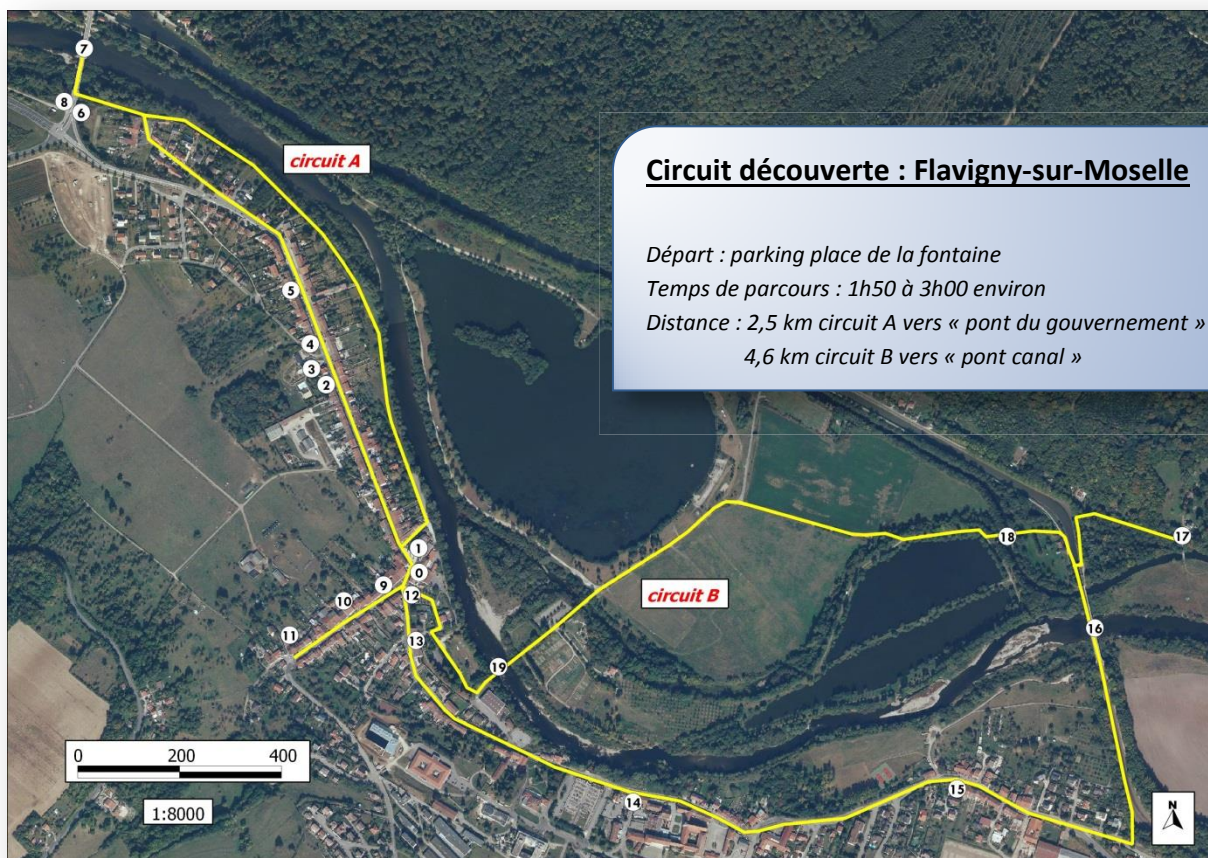 Circuit découverte : Flavigny-sur-Moselle
Départ : parking place de la fontaine
Temps de parcours : 1h50 à 3h00 environ
Distance : 2,5 km circuit A vers « pont du gouvernement »
4,6 km circuit B vers « pont canal »
circuit A
circuit B
7
8
6
5
4
3
2
1
0
9
12
10
11
13
19
18
17
16
15
14
0 200 400
1:8000
N